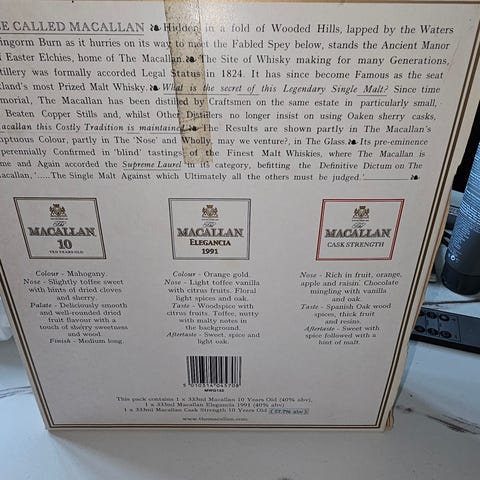 E CALLED MACALLAN ❧ Hidden in a fold of Wooded Hills, lapped by the Waters
ingorm Burn as it hurries on its way to meet the Fabled Spey below, stands the Ancient Manor
Easter Elchies, home of The Macallan. ❧ The Site of Whisky making for many Generations,
tillery was formally accorded Legal Status in 1824. It has since become Famous as the seat
land's most Prized Malt Whisky. ❧ What is the secret of this Legendary Single Malt? Since time
morial, The Macallan has been distilled by Craftsmen on the same estate in particularly small,
Beaten Copper Stills and, whilst Other Distillers no longer insist on using Oaken sherry casks,
acallan this Costly Tradition is maintained. ❧ The Results are shown partly in The Macallan's
mptuous Colour, partly in The 'Nose' and Wholly, may we venture?, in The Glass. ❧ Its pre-eminence
perennially Confirmed in 'blind' tastings of the Finest Malt Whiskies, where The Macallan is
me and Again accorded the Supreme Laurel in category, befitting the Definitive Dictum on The
acallan, '.....The Single Malt Against which Ultimately all the others must be judged
The
MACALLAN
10
TEN YEARS OLD
Colour - Mahogany.
Nose - Slightly toffee sweet
with hints of dried cloves
and sherry.
Palate - Deliciously smooth
and well-rounded dried
fruit flavour with a
touch of sherry sweetness
and wood.
Finish - Medium long.
The
MACALLAN
ELEGANCIA
1991
Colour - Orange gold.
Nose - Light toffee vanilla
with citrus fruits. Floral
light spices and oak.
Taste - Woodspice with
citrus fruits. Toffee, nutty
with malty notes in
the background.
Aftertaste - Sweet, spice and
light oak.
The
MACALLAN
CASK STRENGTH
Nose - Rich in fruit, orange,
apple and raisin. Chocolate
mingling with vanilla
and oak.
Taste - Spanish Oak wood
spices, thick fruit
and resins.
Aftertaste - Sweet with
spice followed with a
hint of malt.
5 010314 045708
MWG152
This pack contains 1 x 333ml Macallan 10 Years Old (40% abv)
1 x 333ml Macallan Elegancia 1991 (40% abv)
1 x 333ml Macallan Cask Strength 10 Years Old (57.7% abv)
www.themacallan.com